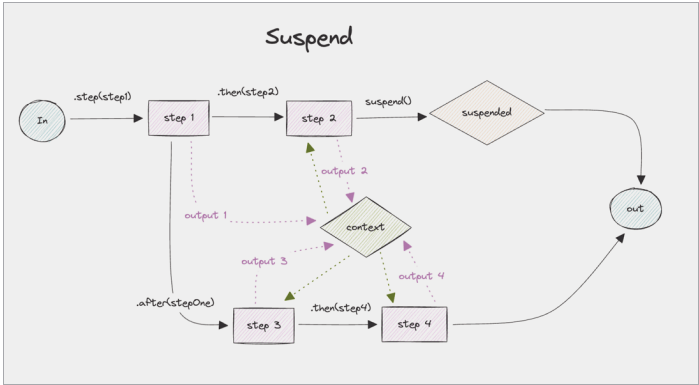 Suspend
.step(step1)
.then(step2)
suspend()
In
step 1
step 2
suspended
output 2
output 1
context
out
output 3
output 4
.after(stepOne)
.then(step4)
step 3
step 4